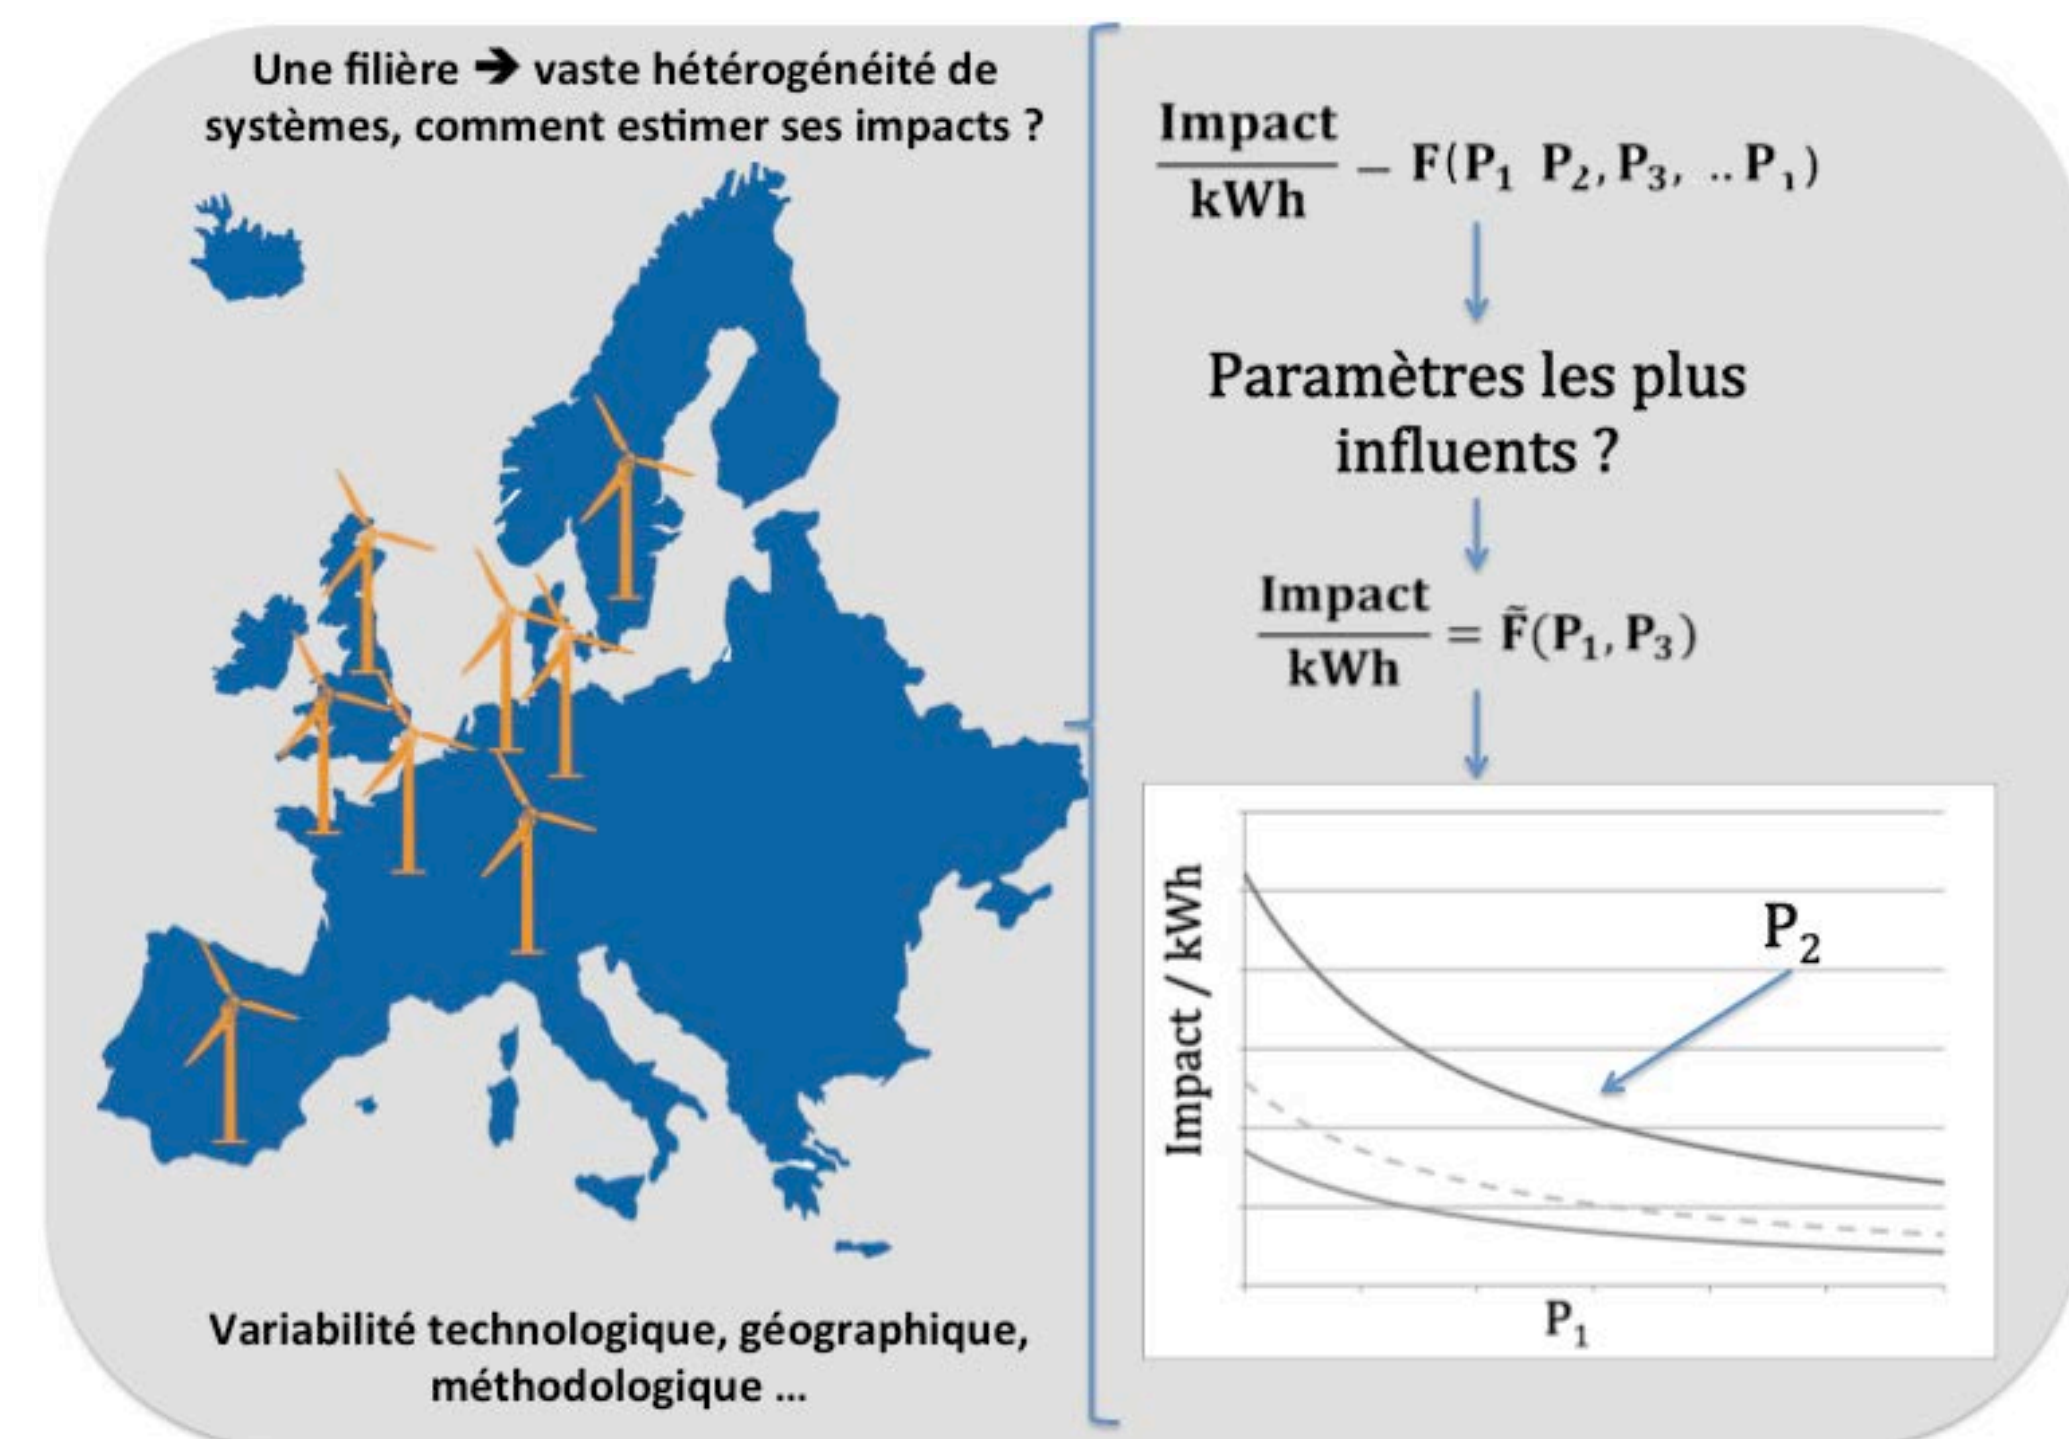 Une filière ➔ vaste hétérogénéité de
systèmes, comment estimer ses impacts ?
Variabilité technologique, géographique,
méthodologique ...
Impact
kWh
– F(P₁ P₂, P₃, .. P₁)
Paramètres les plus
influents ?
Impact
kWh
= F̃(P₁, P₃)
Impact / kWh
P₂
P₁